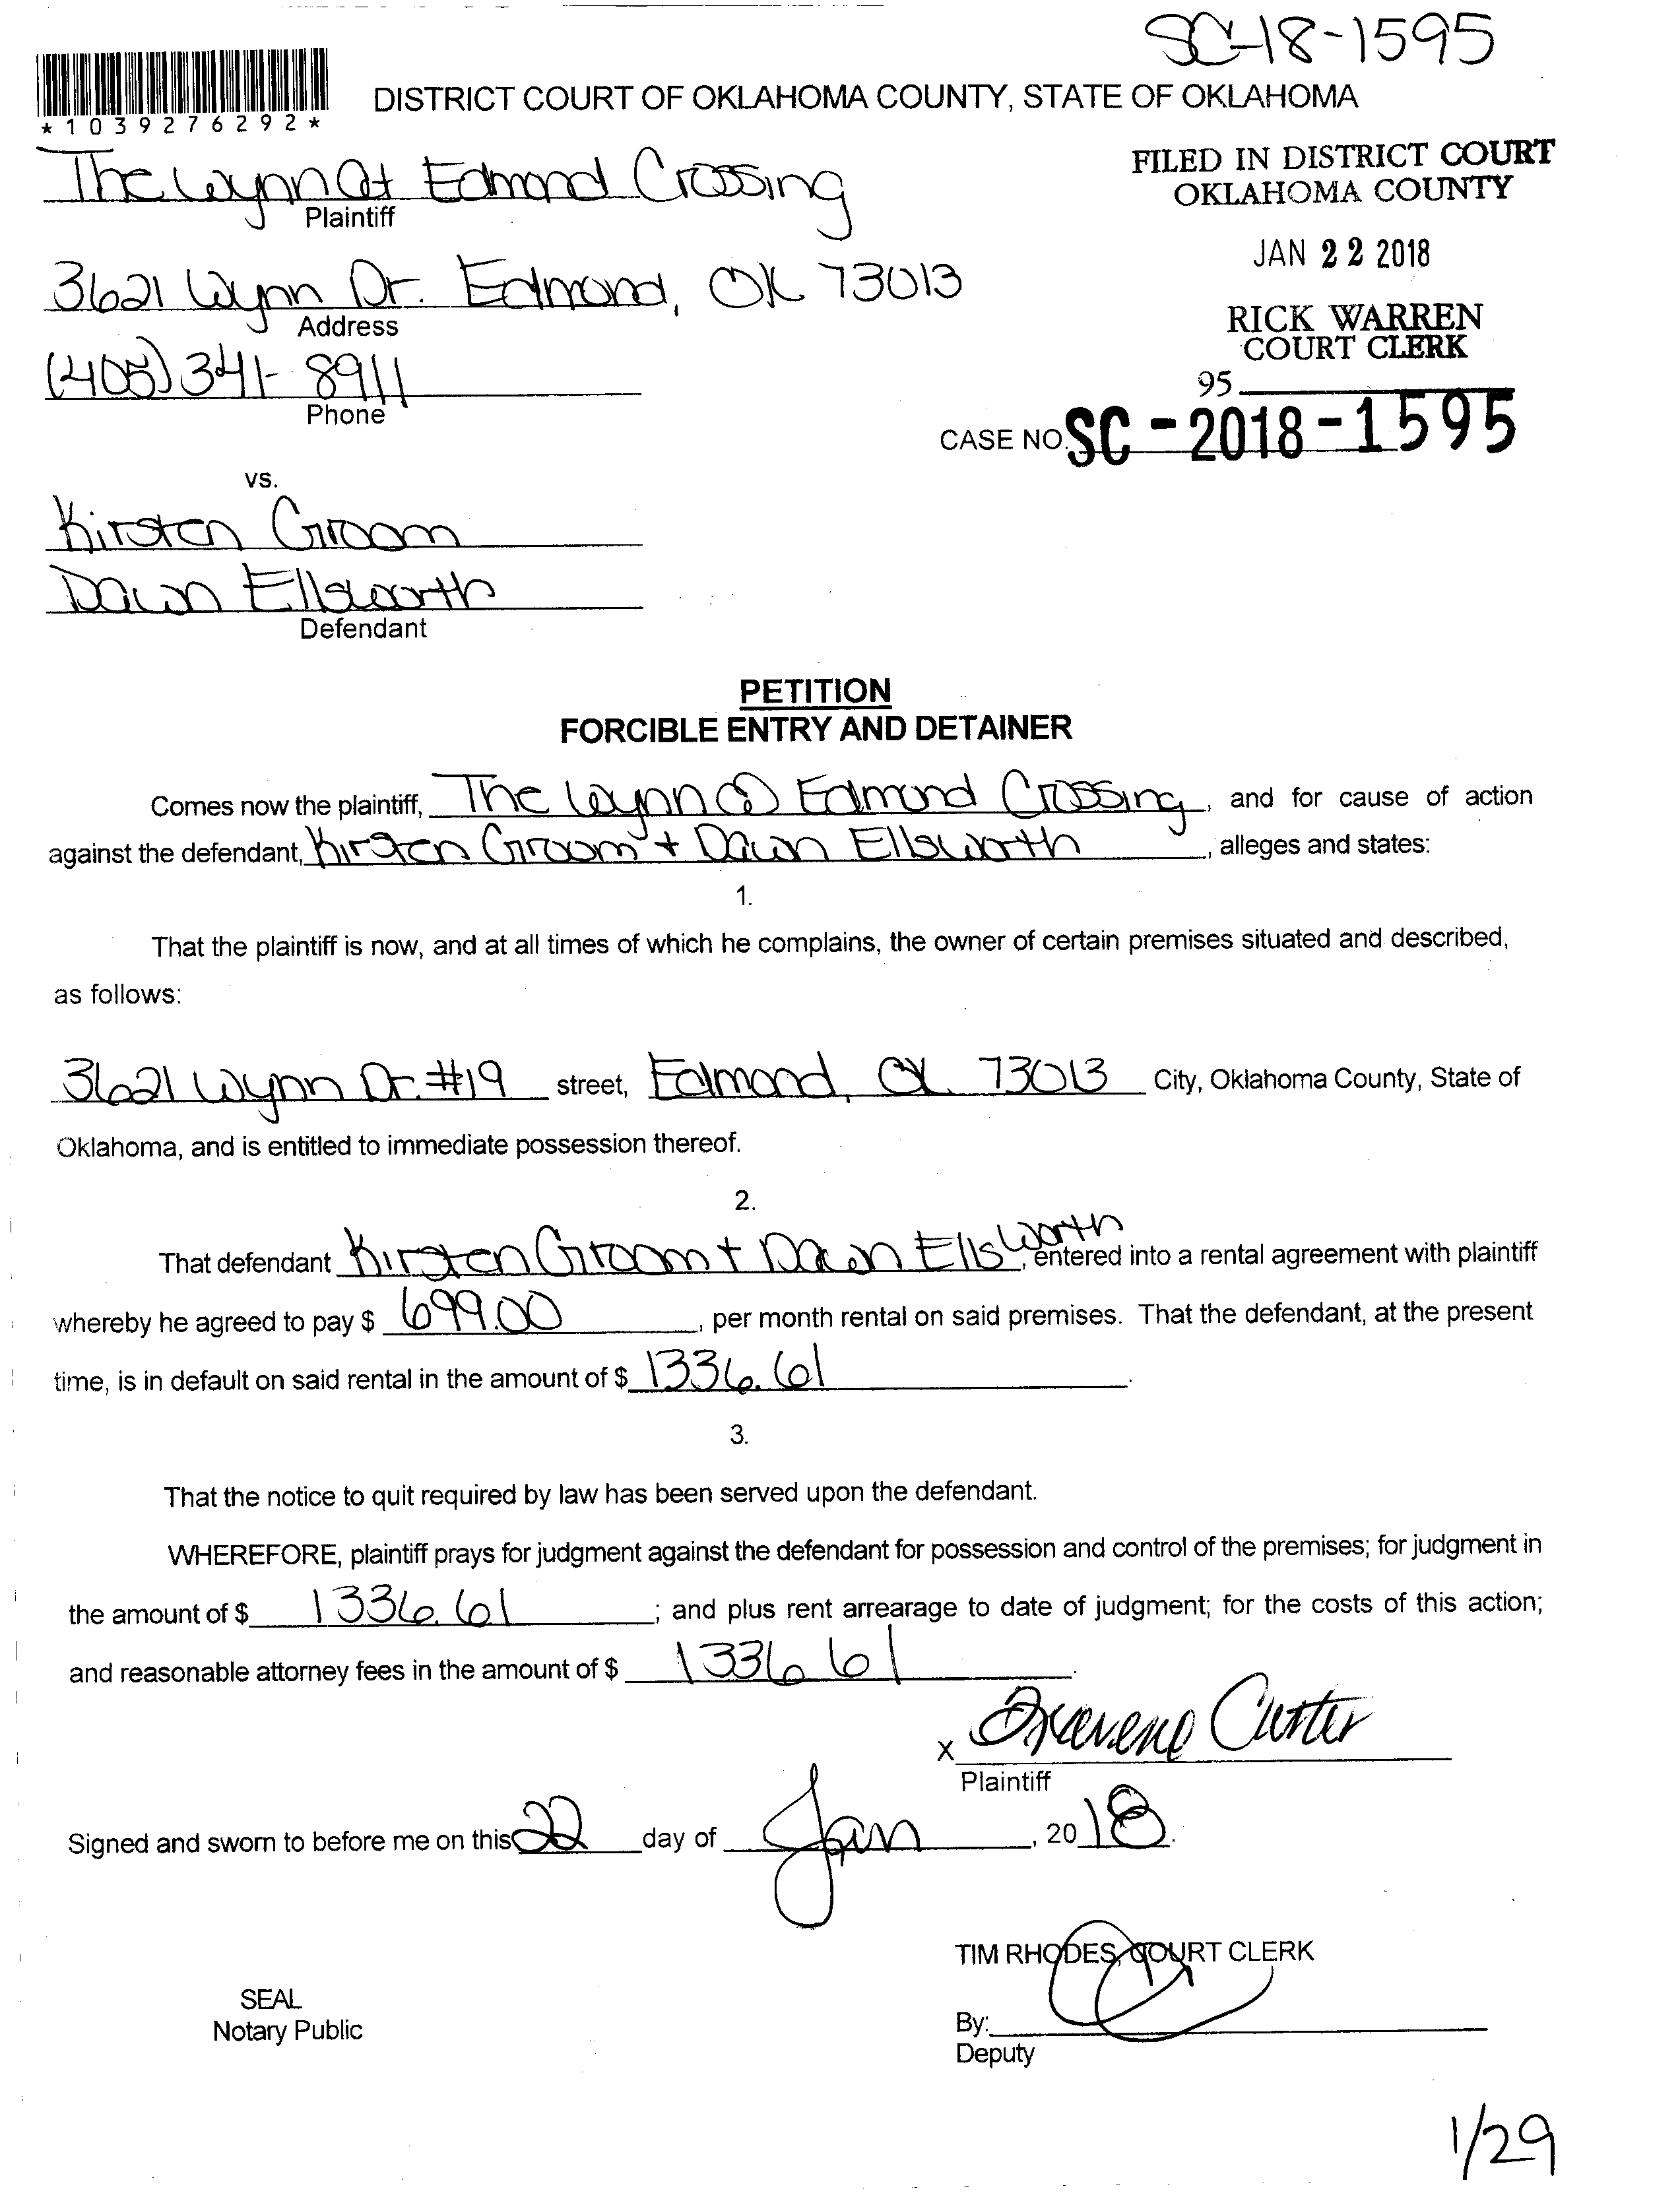 SC-18-1595
*1039276292*
DISTRICT COURT OF OKLAHOMA COUNTY, STATE OF OKLAHOMA
The Wynn at Edmond Crossing
Plaintiff
FILED IN DISTRICT COURT
OKLAHOMA COUNTY
JAN 22 2018
3621 Wynn Dr. Edmond, OK 73013
Address
RICK WARREN
COURT CLERK
(405) 341-8911
Phone
95
CASE NO. SC-2018-1595
vs.
Kirsten Groom
Dawn Ellsworth
Defendant
PETITION
FORCIBLE ENTRY AND DETAINER
Comes now the plaintiff, The Wynn @ Edmond Crossing, and for cause of action
against the defendant, Kirsten Groom + Dawn Ellsworth, alleges and states:
1.
That the plaintiff is now, and at all times of which he complains, the owner of certain premises situated and described,
as follows:
3621 Wynn Dr. #19 street, Edmond, OK 73013 City, Oklahoma County, State of
Oklahoma, and is entitled to immediate possession thereof.
2.
That defendant Kirsten Groom + Dawn Ellsworth, entered into a rental agreement with plaintiff
whereby he agreed to pay $ 699.00, per month rental on said premises. That the defendant, at the present
time, is in default on said rental in the amount of $ 1336.61.
3.
That the notice to quit required by law has been served upon the defendant.
WHEREFORE, plaintiff prays for judgment against the defendant for possession and control of the premises; for judgment in
the amount of $ 1336.61; and plus rent arrearage to date of judgment; for the costs of this action;
and reasonable attorney fees in the amount of $ 1336.61.
X Carter
Plaintiff
Signed and sworn to before me on this 22 day of Jan, 2018.
TIM RHODES, COURT CLERK
SEAL
Notary Public
By:
Deputy
1/29